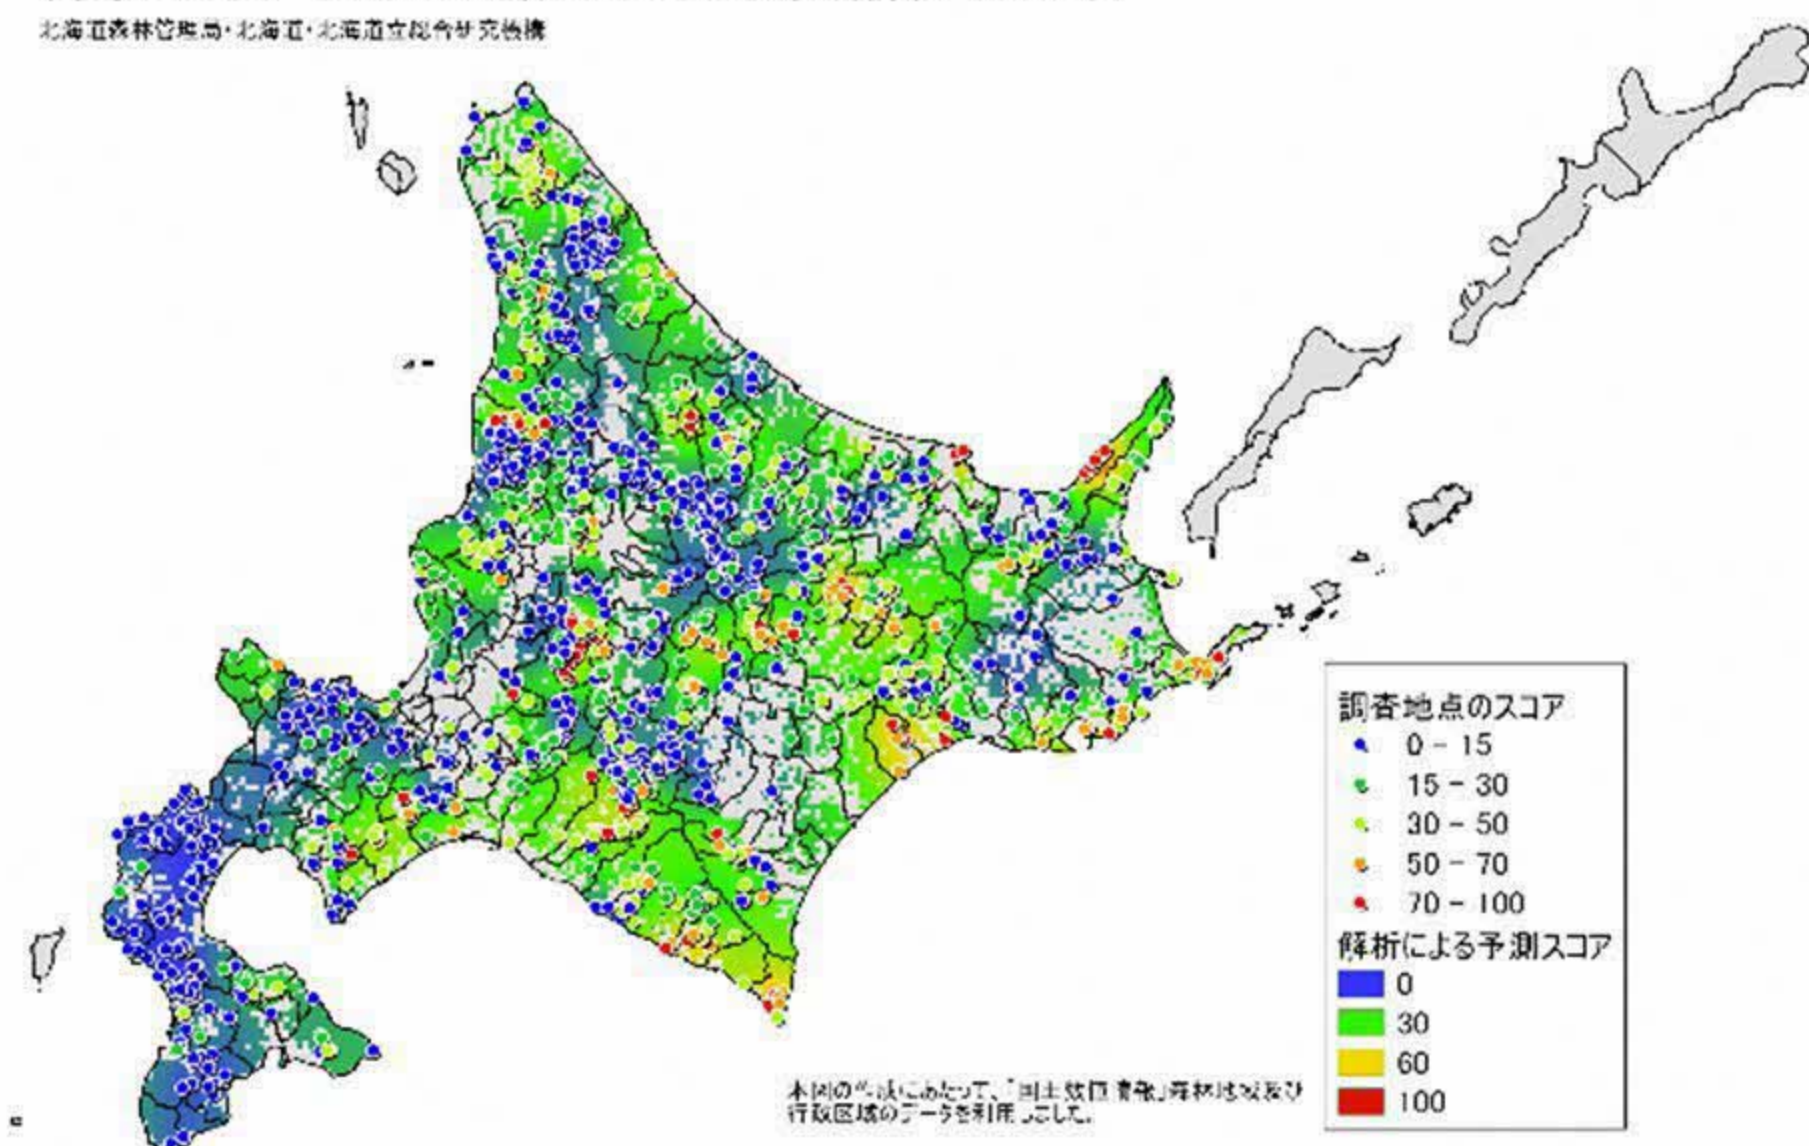 北海道森林管理局・北海道・北海道立総合研究機構
調査地点のスコア
0 - 15
15 - 30
30 - 50
50 - 70
70 - 100
解析による予測スコア
0
30
60
100
本図の作成にあたって、「国土数値情報」森林地域及び
行政区域のデータを利用しました。